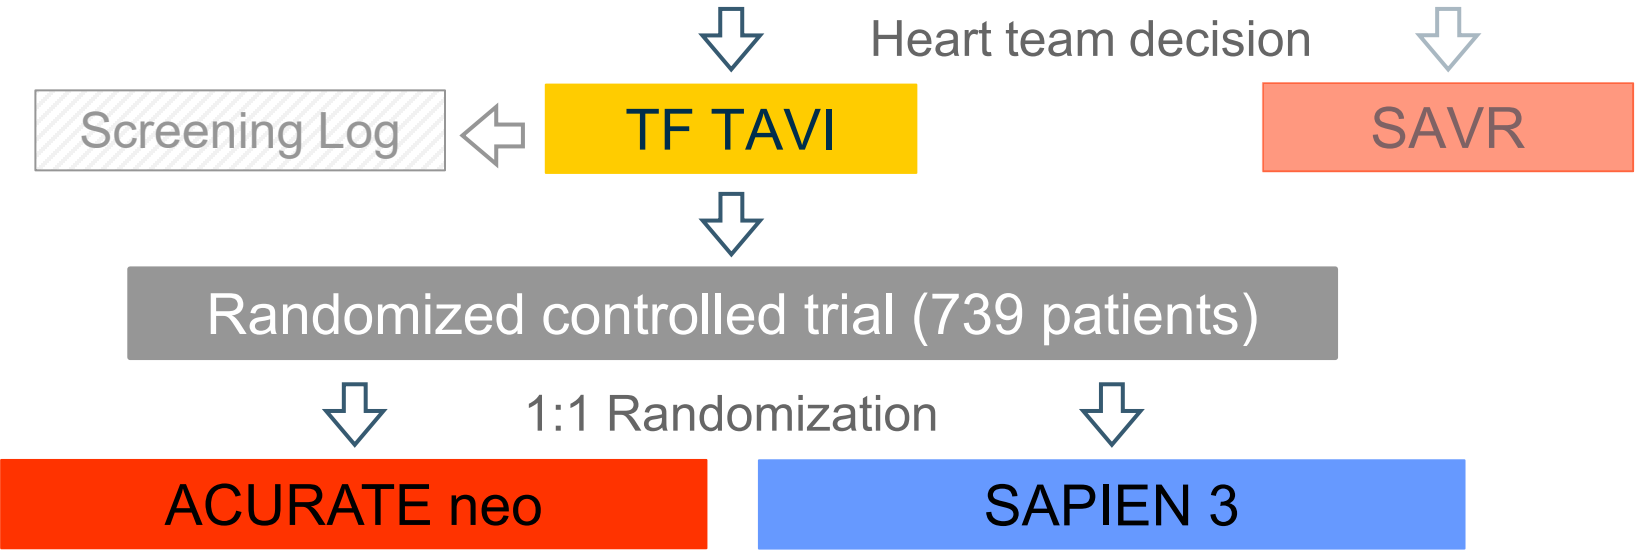 Heart team decision
Screening Log
TF TAVI
SAVR
Randomized controlled trial (739 patients)
1:1 Randomization
ACURATE neo
SAPIEN 3